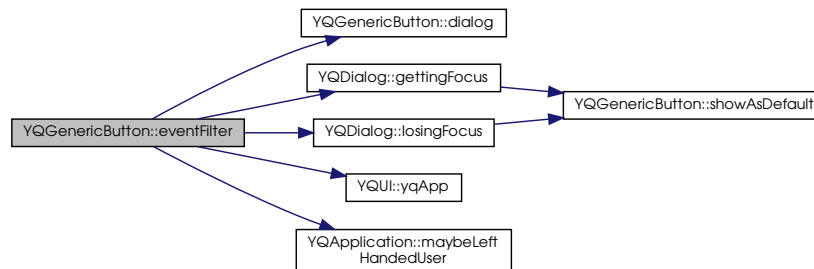 YQGenericButton::dialog
YQDialog::gettingFocus
YQGenericButton::showAsDefault
YQGenericButton::eventFilter
YQDialog::losingFocus
YQUI::yqApp
YQApplication::maybeLeft
HandedUser